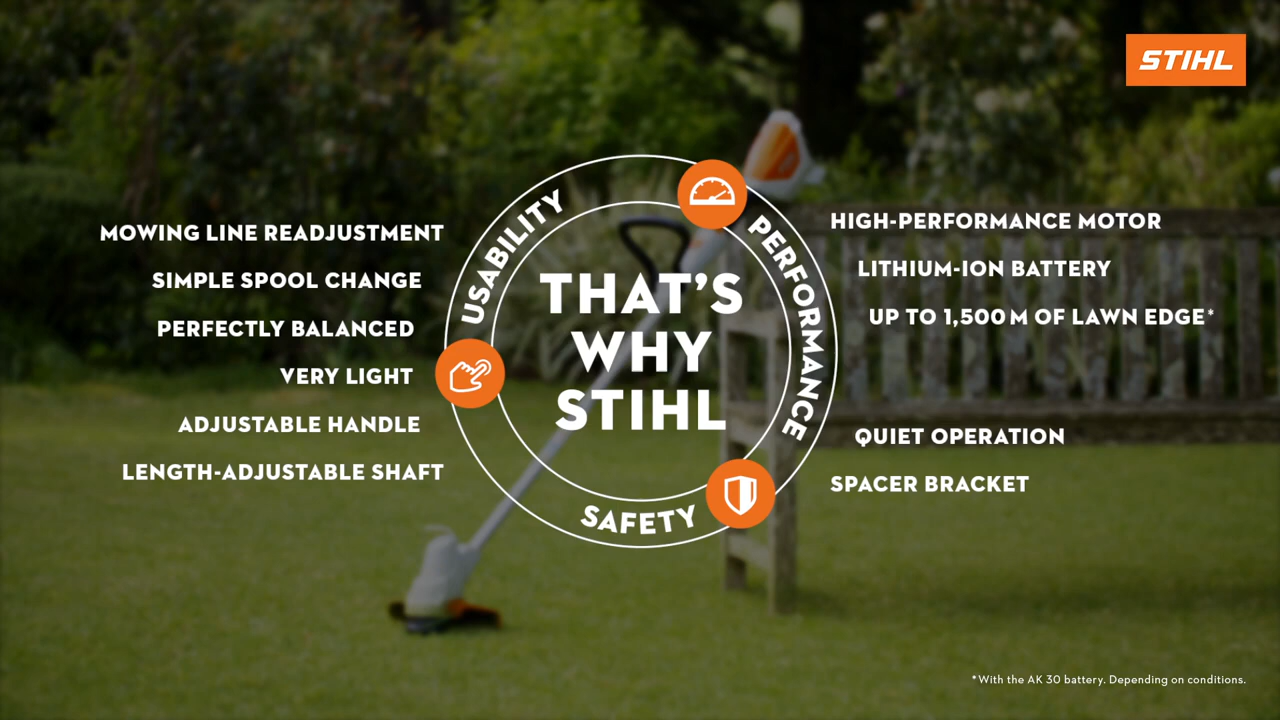 STIHL
MOWING LINE READJUSTMENT
SIMPLE SPOOL CHANGE
PERFECTLY BALANCED
VERY LIGHT
ADJUSTABLE HANDLE
LENGTH-ADJUSTABLE SHAFT
USABILITY
THAT'S
WHY
STIHL
PERFORMANCE
SAFETY
HIGH-PERFORMANCE MOTOR
LITHIUM-ION BATTERY
UP TO 1,500 M OF LAWN EDGE*
QUIET OPERATION
SPACER BRACKET
*With the AK 30 battery. Depending on conditions.